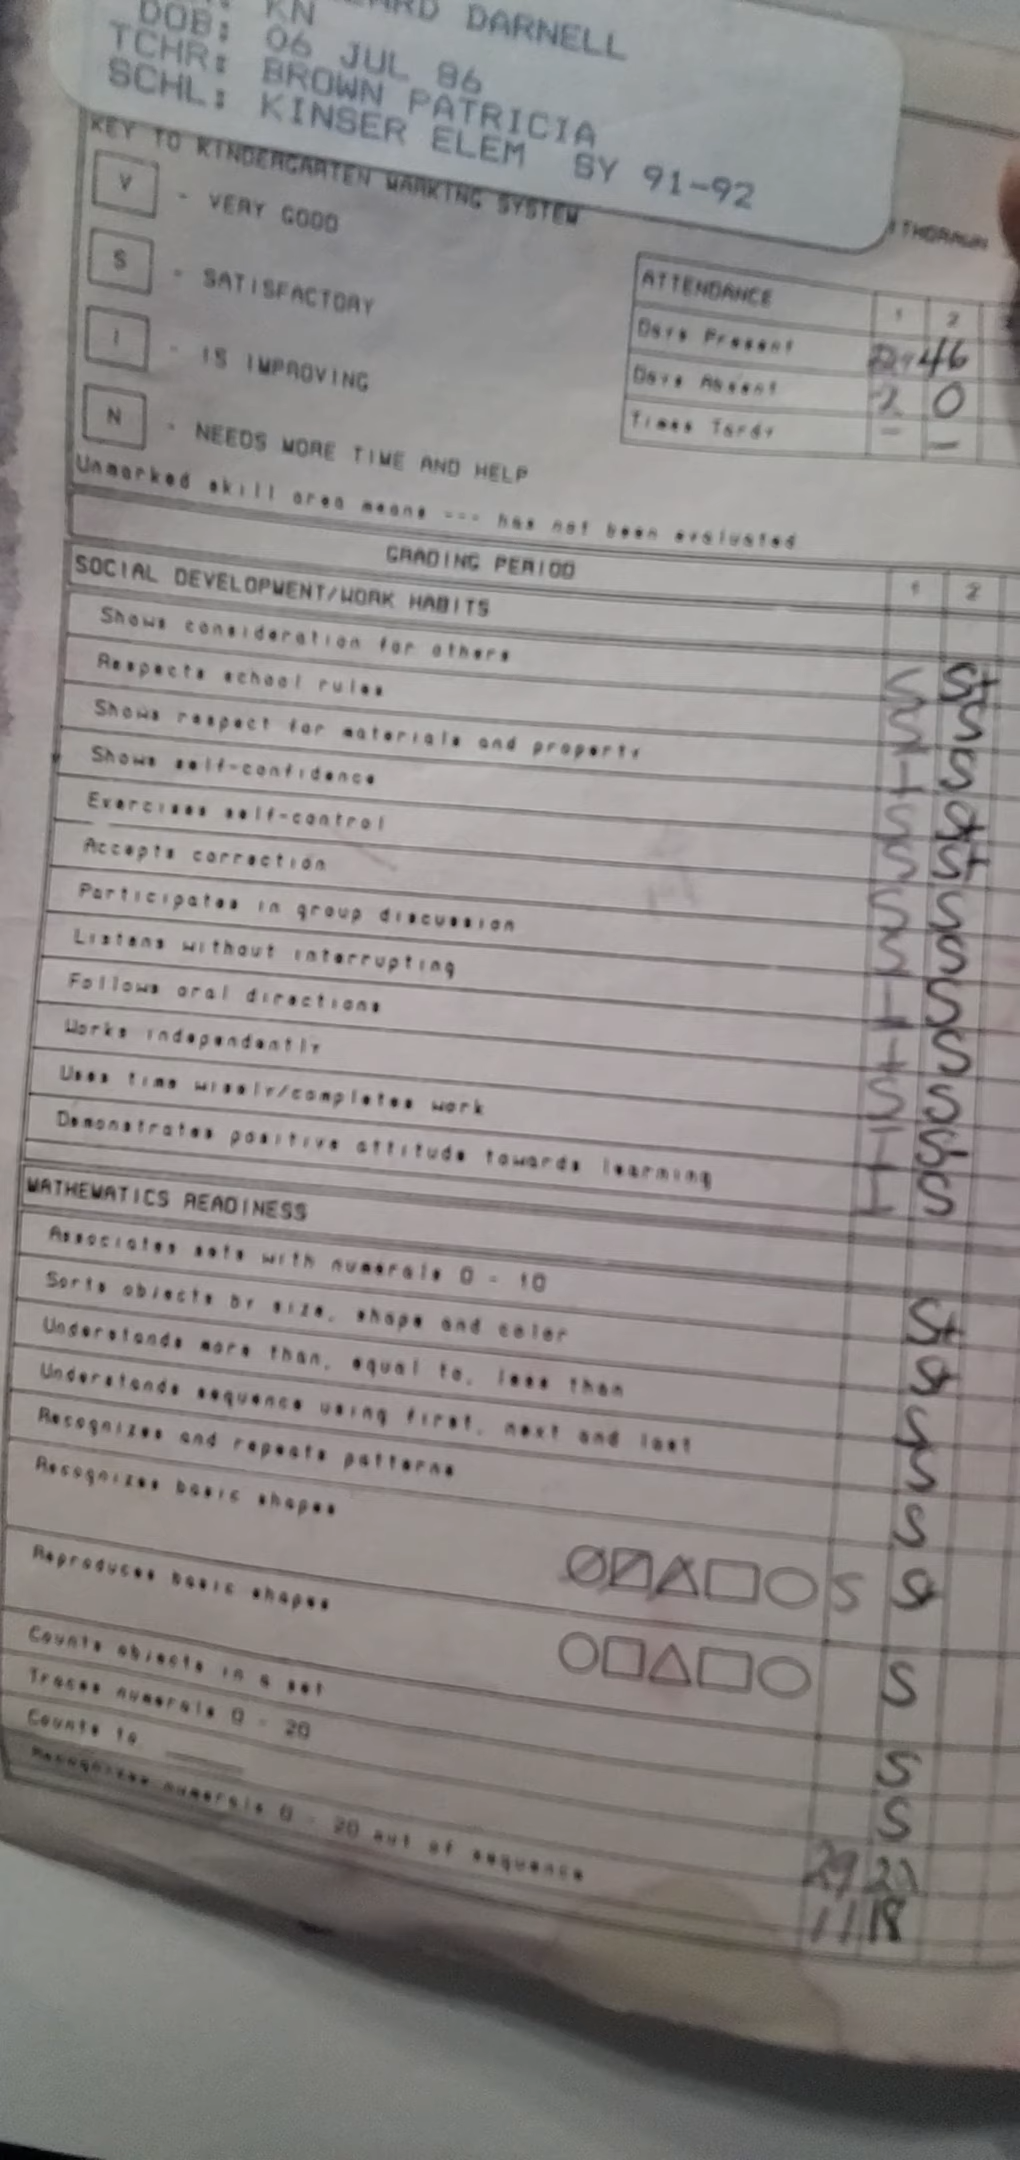 DARNELL
KN
DOB: 06 JUL 86
TCHR: BROWN PATRICIA
SCHL: KINSER ELEM SY 91-92
KEY TO KINDERGARTEN MARKING SYSTEM
V - VERY GOOD
S - SATISFACTORY
I - IS IMPROVING
N - NEEDS MORE TIME AND HELP
Unmarked skill area means --- has not been evaluated
ATTENDANCE 1 2
Days Present 46
Days Absent 2 0
Times Tardy - -
GRADING PERIOD 1 2
SOCIAL DEVELOPMENT/WORK HABITS
Shows consideration for others S S+
Respects school rules S S
Shows respect for materials and property I S
Shows self-confidence S
Exercises self-control S S+
Accepts correction S S
Participates in group discussion S S
Listens without interrupting I S
Follows oral directions I S
Works independently S S
Uses time wisely/completes work I S
Demonstrates positive attitude towards learning I S
MATHEMATICS READINESS
Associates sets with numerals 0 - 10 S+
Sorts objects by size, shape and color
Understands more than, equal to, less than S
Understands sequence using first, next and last S
Recognizes and repeats patterns S
Recognizes basic shapes S
Reproduces basic shapes S
Counts objects in a set S
Traces numerals 0 - 20 S
Counts to ____ 29
Recognizes numerals 0 - 20 out of sequence 11 18